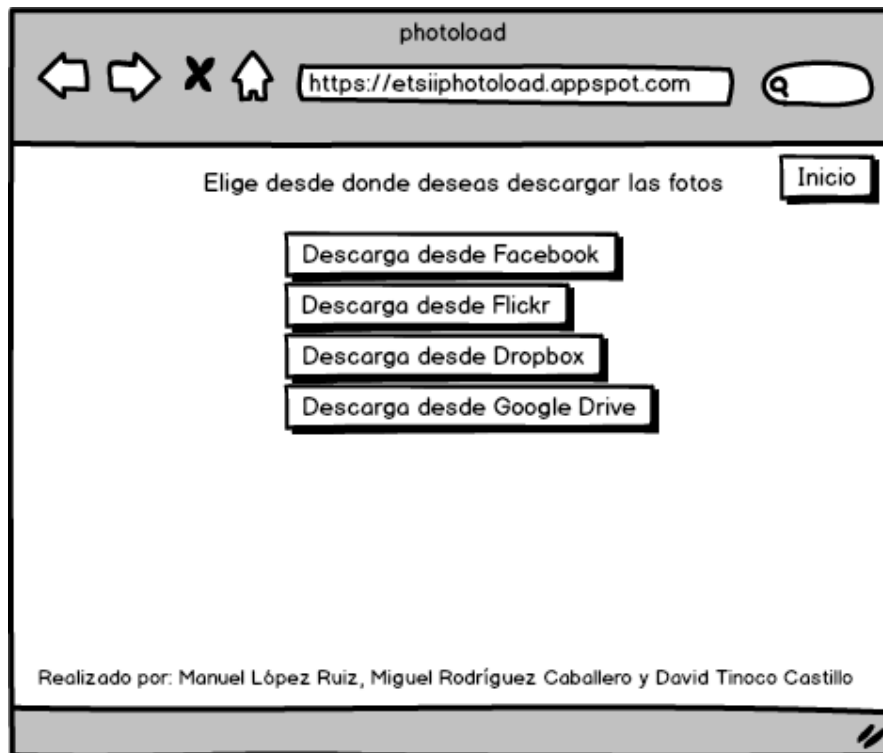 photoload
https://etsiiphotoload.appspot.com
Elige desde donde deseas descargar las fotos
Inicio
Descarga desde Facebook
Descarga desde Flickr
Descarga desde Dropbox
Descarga desde Google Drive
Realizado por: Manuel López Ruiz, Miguel Rodríguez Caballero y David Tinoco Castillo